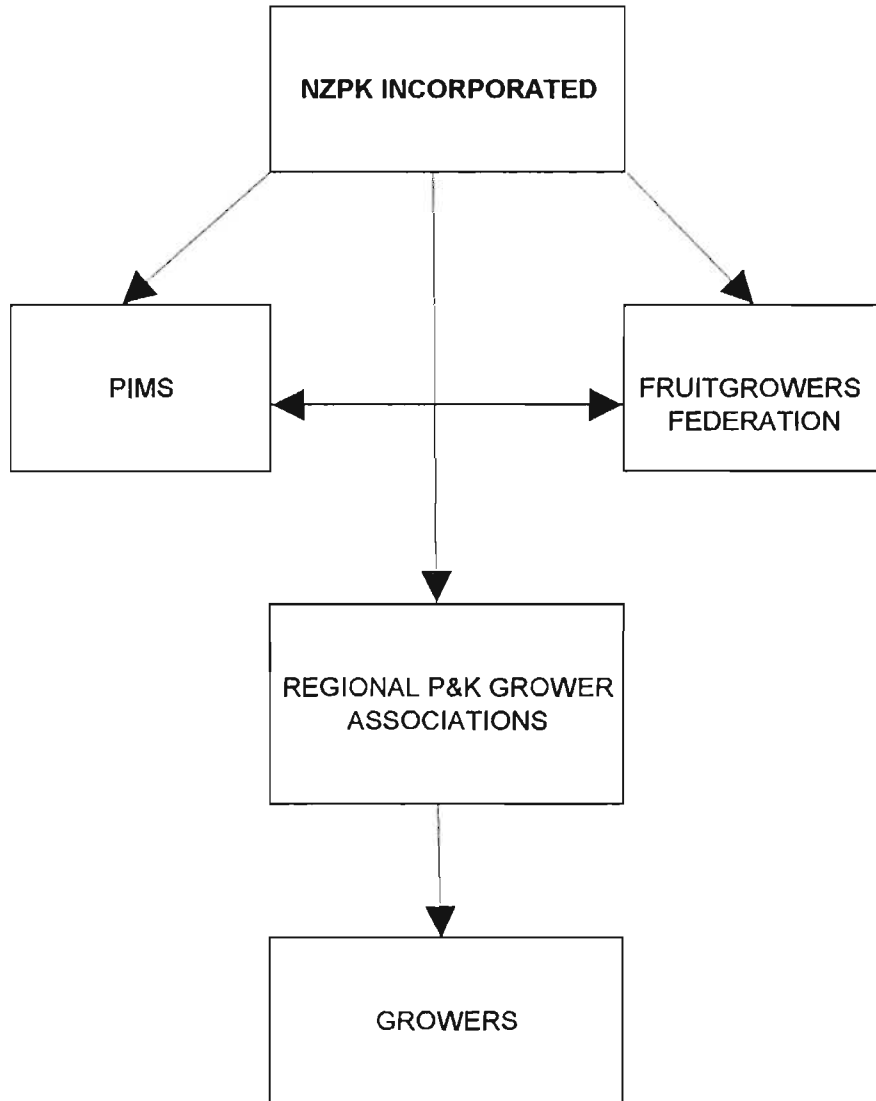 NZPK INCORPORATED
PIMS
FRUITGROWERS
FEDERATION
REGIONAL P&K GROWER
ASSOCIATIONS
GROWERS